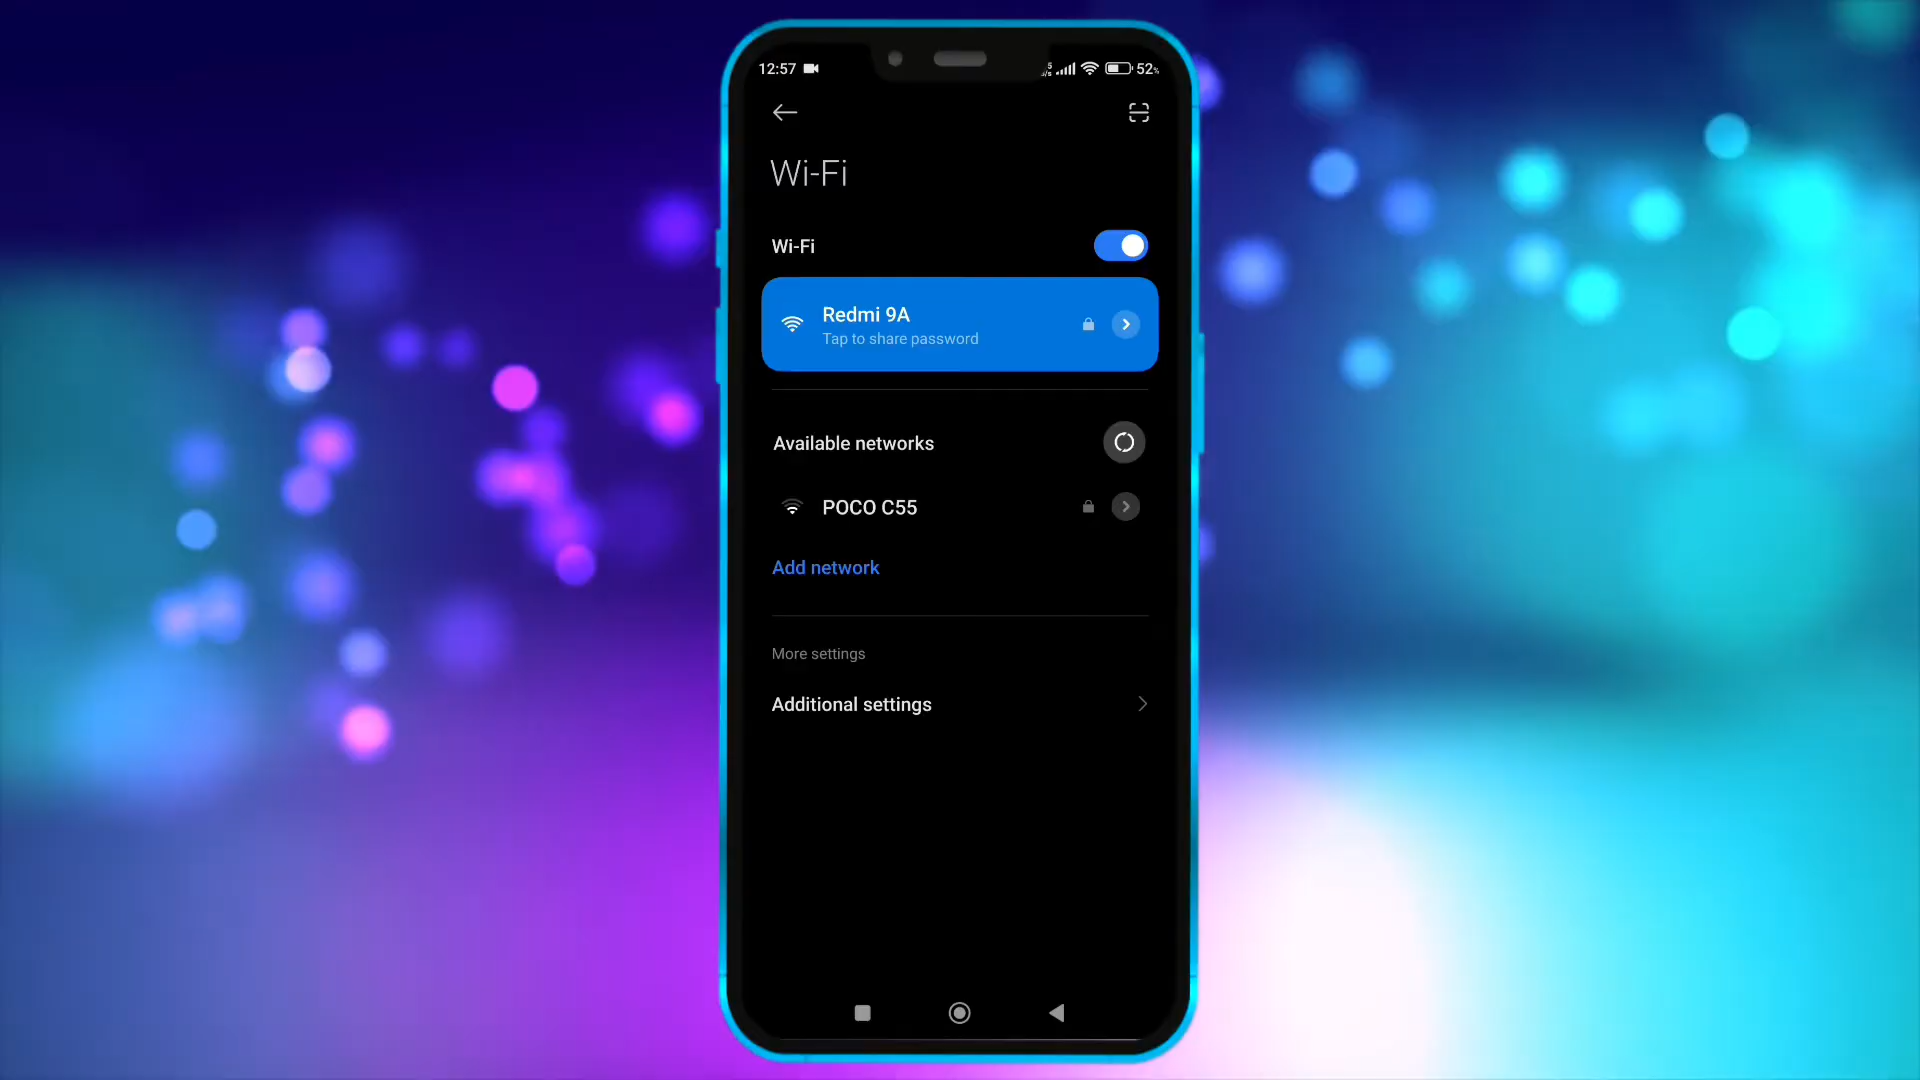 12:57
52%
Wi-Fi
Wi-Fi
Redmi 9A
Tap to share password
Available networks
POCO C55
Add network
More settings
Additional settings